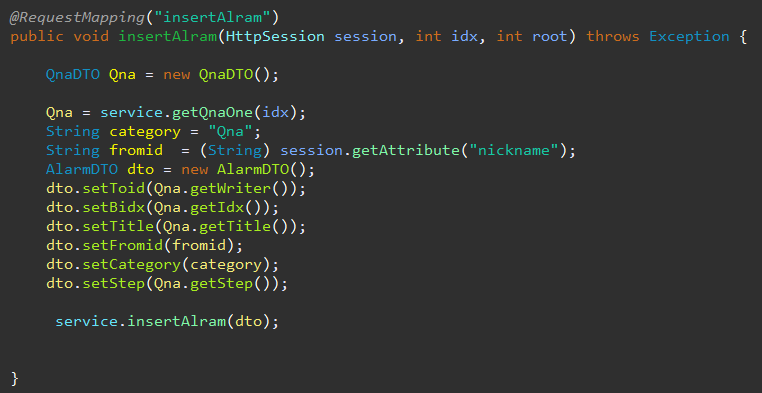 @RequestMapping("insertAlram")
public void insertAlram(HttpSession session, int idx, int root) throws Exception {
QnaDTO Qna = new QnaDTO();
Qna = service.getQnaOne(idx);
String category = "Qna";
String fromid  = (String) session.getAttribute("nickname");
AlarmDTO dto = new AlarmDTO();
dto.setToid(Qna.getWriter());
dto.setBidx(Qna.getIdx());
dto.setTitle(Qna.getTitle());
dto.setFromid(fromid);
dto.setCategory(category);
dto.setStep(Qna.getStep());
service.insertAlram(dto);
}